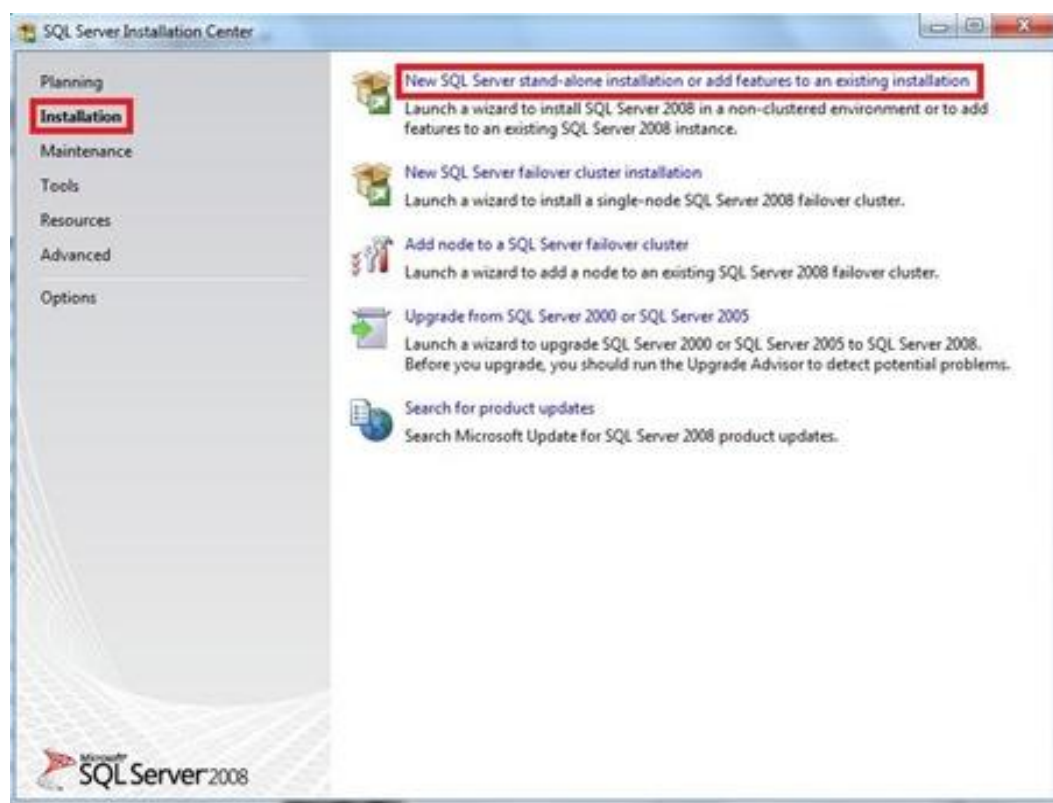 SQL Server Installation Center
Planning
Installation
Maintenance
Tools
Resources
Advanced
Options
New SQL Server stand-alone installation or add features to an existing installation
Launch a wizard to install SQL Server 2008 in a non-clustered environment or to add
features to an existing SQL Server 2008 instance.
New SQL Server failover cluster installation
Launch a wizard to install a single-node SQL Server 2008 failover cluster.
Add node to a SQL Server failover cluster
Launch a wizard to add a node to an existing SQL Server 2008 failover cluster.
Upgrade from SQL Server 2000 or SQL Server 2005
Launch a wizard to upgrade SQL Server 2000 or SQL Server 2005 to SQL Server 2008.
Before you upgrade, you should run the Upgrade Advisor to detect potential problems.
Search for product updates
Search Microsoft Update for SQL Server 2008 product updates.
Microsoft
SQL Server 2008